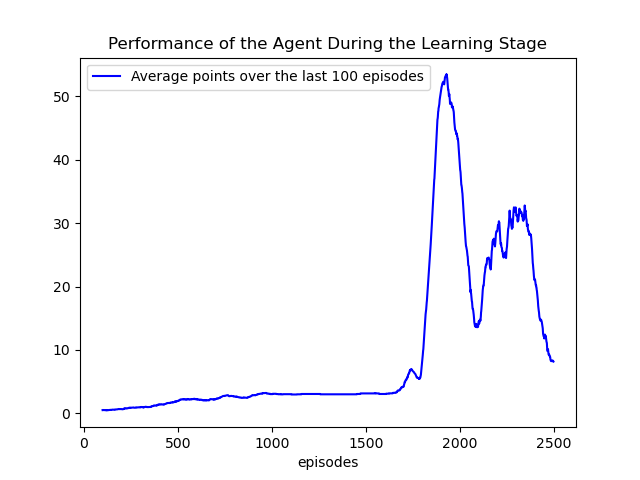 Performance of the Agent During the Learning Stage
Average points over the last 100 episodes
50
40
30
20
10
0
0 500 1000 1500 2000 2500
episodes